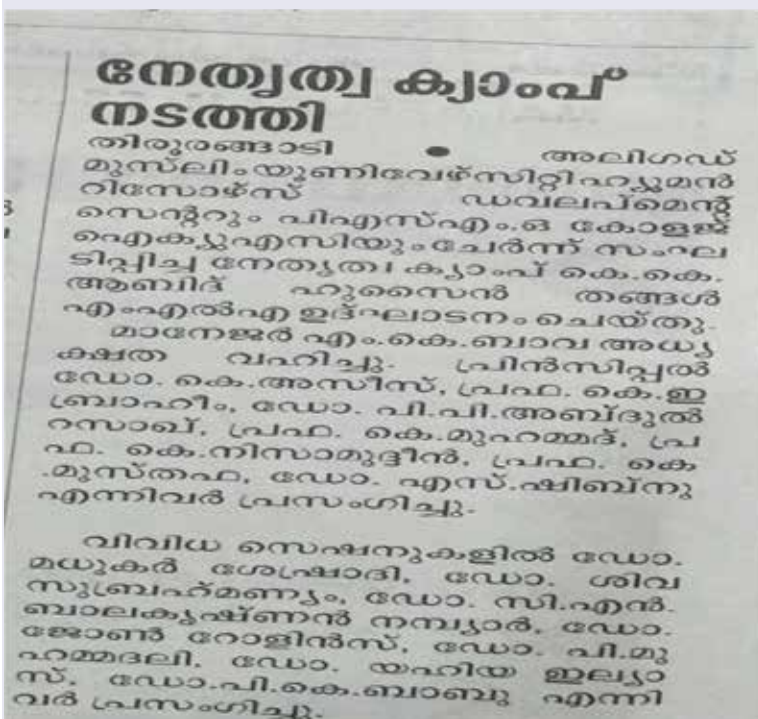 നേതൃത്വ ക്യാംപ്
നടത്തി
തിരൂരങ്ങാടി ● അലിഗഡ്
മുസ്‌ലിം യൂണിവേഴ്സിറ്റി ഹ്യൂമൻ
റിസോഴ്സ് ഡവലപ്മെന്റ്
സെന്ററും പിഎസ്എം.ഒ കോളജ്
ഐക്യുഎസിയും ചേർന്ന് സംഘ
ടിപ്പിച്ച നേതൃത്വ ക്യാംപ് കെ.കെ.
ആബിദ് ഹുസൈൻ തങ്ങൾ
എംഎൽഎ ഉദ്ഘാടനം ചെയ്തു.
മാനേജർ എം.കെ.ബാവ അധ്യ
ക്ഷത വഹിച്ചു. പ്രിൻസിപ്പൽ
ഡോ. കെ.അസീസ്, പ്രഫ. കെ.ഇ
ബ്രാഹീം, ഡോ. പി.പി.അബ്ദുൽ
റസാഖ്, പ്രഫ. കെ.മുഹമ്മദ്, പ്ര
ഫ. കെ.നിസാമുദ്ദീൻ, പ്രഫ. കെ
.മുസ്തഫ, ഡോ. എസ്.ഷിബ്നു
എന്നിവർ പ്രസംഗിച്ചു.
വിവിധ സെഷനുകളിൽ ഡോ.
മധുകർ ശേഷാദ്രി, ഡോ. ശിവ
സുബ്രഹ്മണ്യം, ഡോ. സി.എൻ.
ബാലകൃഷ്ണൻ നമ്പ്യാർ, ഡോ.
ജോൺ റോളിൻസ്, ഡോ. പി.മു
ഹമ്മദലി, ഡോ. യഹിയ ഇല്യാ
സ്, ഡോ.പി.കെ.ബാബു എന്നി
വർ പ്രസംഗിച്ചു.